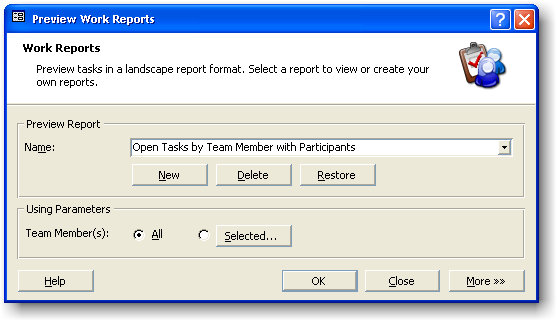 Preview Work Reports
Work Reports
Preview tasks in a landscape report format. Select a report to view or create your
own reports.
Preview Report
Name:
Open Tasks by Team Member with Participants
New Delete Restore
Using Parameters
Team Member(s): All Selected...
Help OK Close More »»